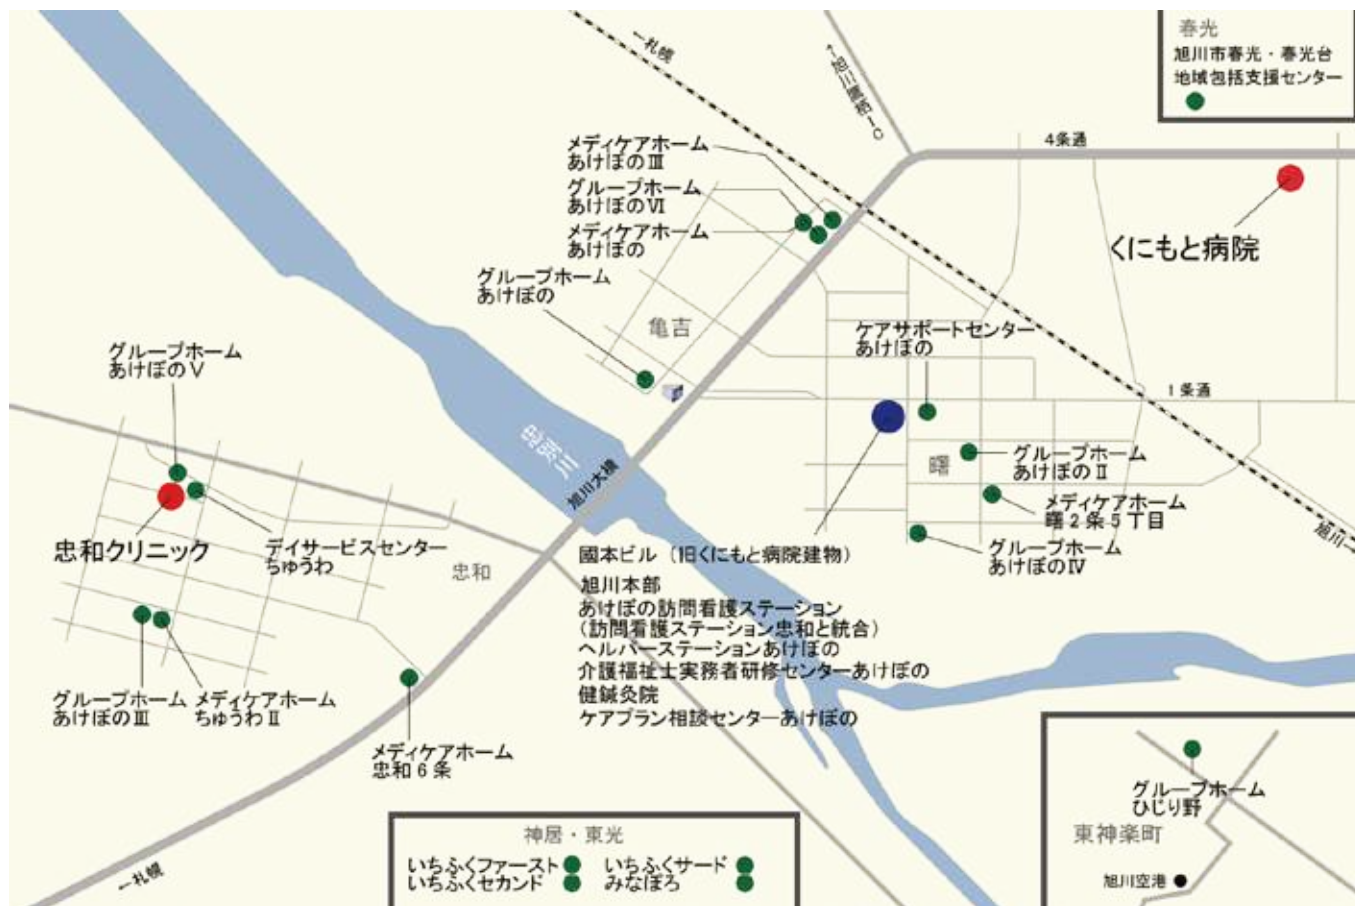 ←札幌
↑旭川鷹栖IC
春光
旭川市春光・春光台
地域包括支援センター
4条通
メディケアホーム
あけぼのⅢ
グループホーム
あけぼのⅥ
メディケアホーム
あけぼの
くにもと病院
グループホーム
あけぼの
亀吉
ケアサポートセンター
あけぼの
グループホーム
あけぼのⅤ
1条通
忠別川
旭川大橋
曙
グループホーム
あけぼのⅡ
メディケアホーム
曙2条5丁目
旭川→
グループホーム
あけぼのⅣ
忠和クリニック
デイサービスセンター
ちゅうわ
忠和
國本ビル（旧くにもと病院建物）
旭川本部
あけぼの訪問看護ステーション
(訪問看護ステーション忠和と統合)
ヘルパーステーションあけぼの
介護福祉士実務者研修センターあけぼの
健鍼灸院
ケアプラン相談センターあけぼの
グループホーム
あけぼのⅢ
メディケアホーム
ちゅうわⅡ
メディケアホーム
忠和6条
←札幌
神居・東光
いちふくファースト
いちふくサード
いちふくセカンド
みなぽろ
グループホーム
ひじり野
東神楽町
旭川空港